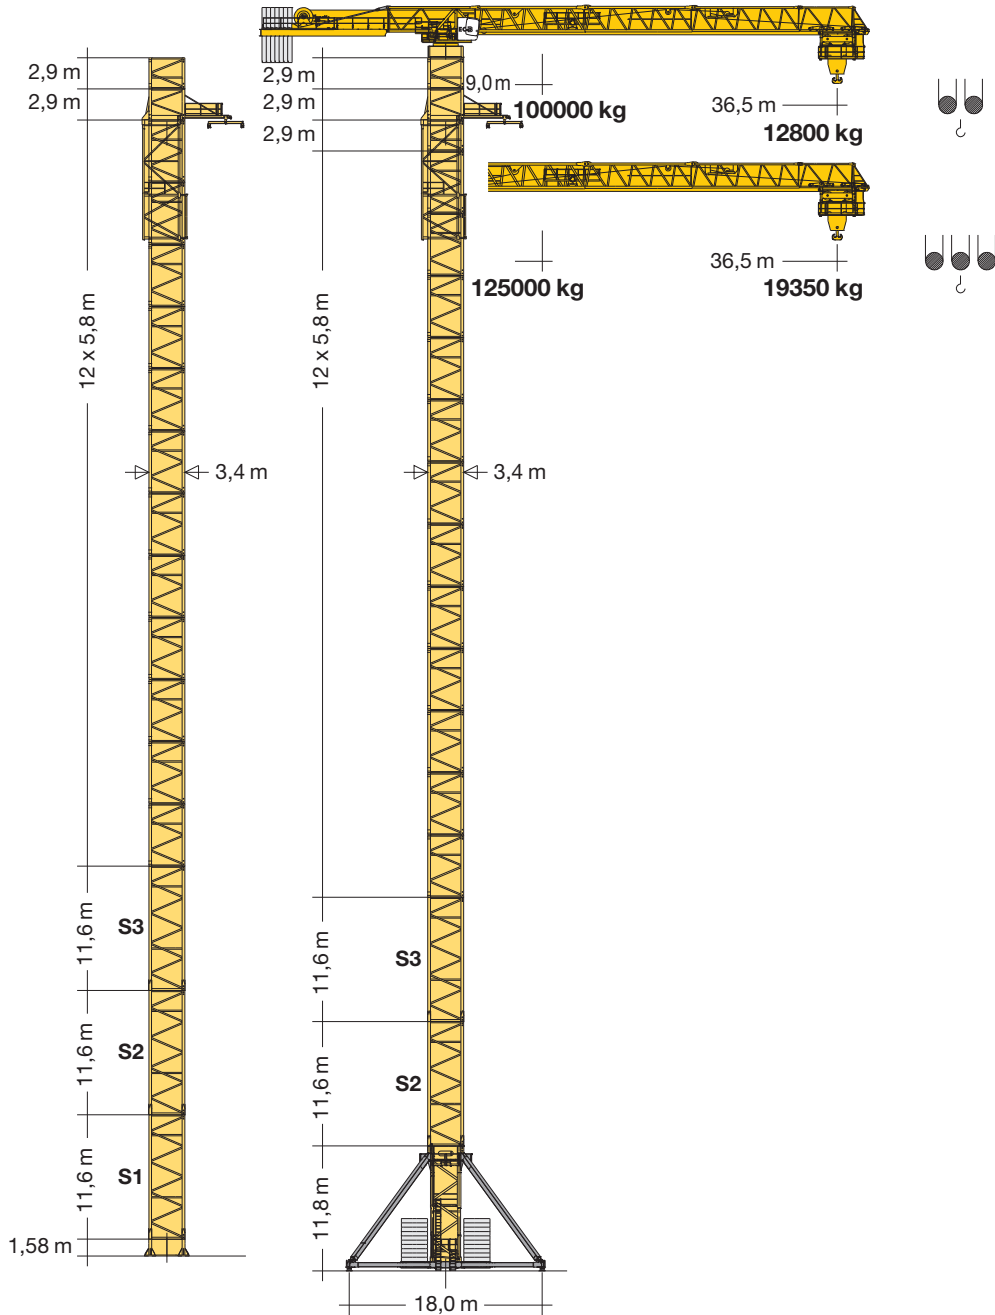 EC-B
2,9 m
2,9 m
2,9 m
2,9 m
2,9 m
9,0 m
100000 kg
36,5 m
12800 kg
125000 kg
36,5 m
19350 kg
12 x 5,8 m
12 x 5,8 m
3,4 m
3,4 m
11,6 m
S3
11,6 m
S3
11,6 m
S2
11,6 m
S2
11,6 m
S1
11,8 m
1,58 m
18,0 m